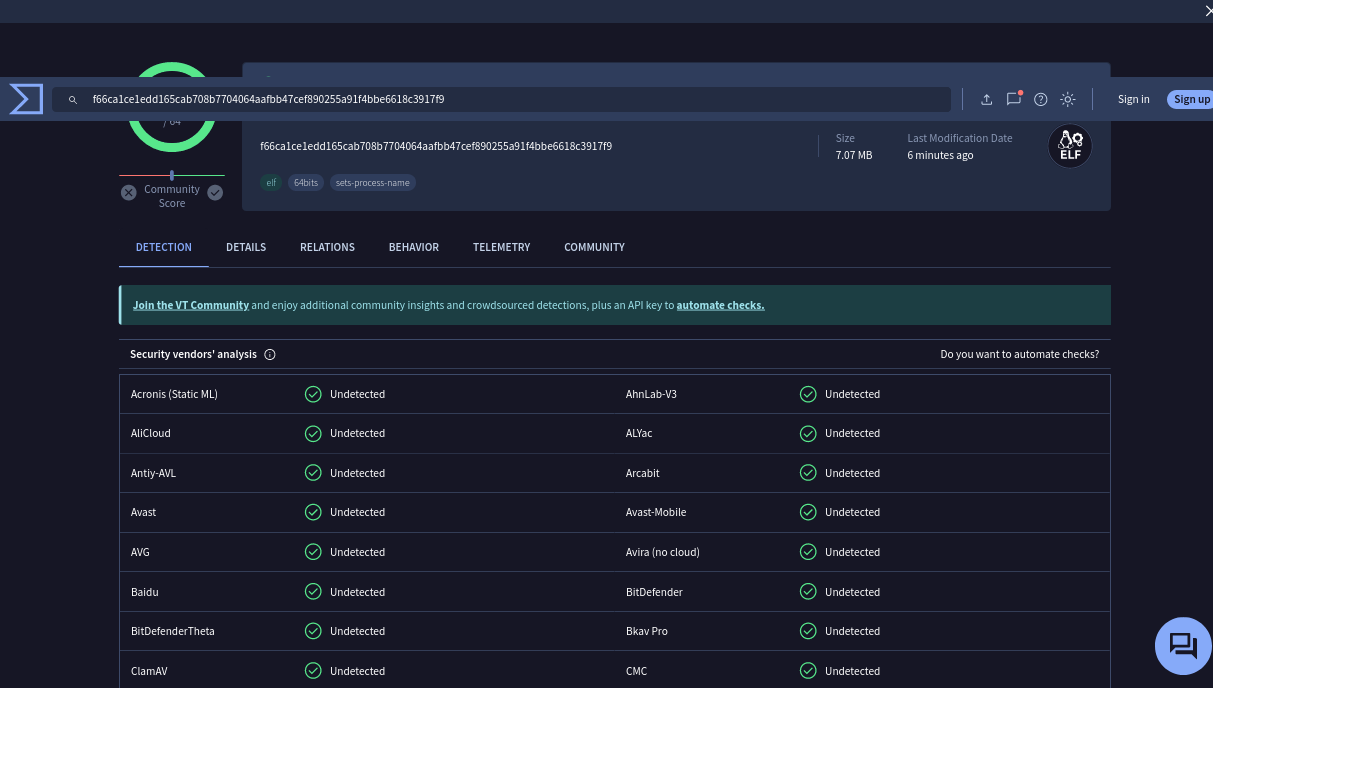 f66ca1ce1edd165cab708b7704064aafbb47cef890255a91f4bbe6618c3917f9
Sign in
Sign up
/ 64
f66ca1ce1edd165cab708b7704064aafbb47cef890255a91f4bbe6618c3917f9
Size
7.07 MB
Last Modification Date
6 minutes ago
ELF
elf
64bits
sets-process-name
Community
Score
DETECTION
DETAILS
RELATIONS
BEHAVIOR
TELEMETRY
COMMUNITY
Join the VT Community and enjoy additional community insights and crowdsourced detections, plus an API key to automate checks.
Security vendors' analysis
Do you want to automate checks?
Acronis (Static ML) Undetected AhnLab-V3 Undetected
AliCloud Undetected ALYac Undetected
Antiy-AVL Undetected Arcabit Undetected
Avast Undetected Avast-Mobile Undetected
AVG Undetected Avira (no cloud) Undetected
Baidu Undetected BitDefender Undetected
BitDefenderTheta Undetected Bkav Pro Undetected
ClamAV Undetected CMC Undetected